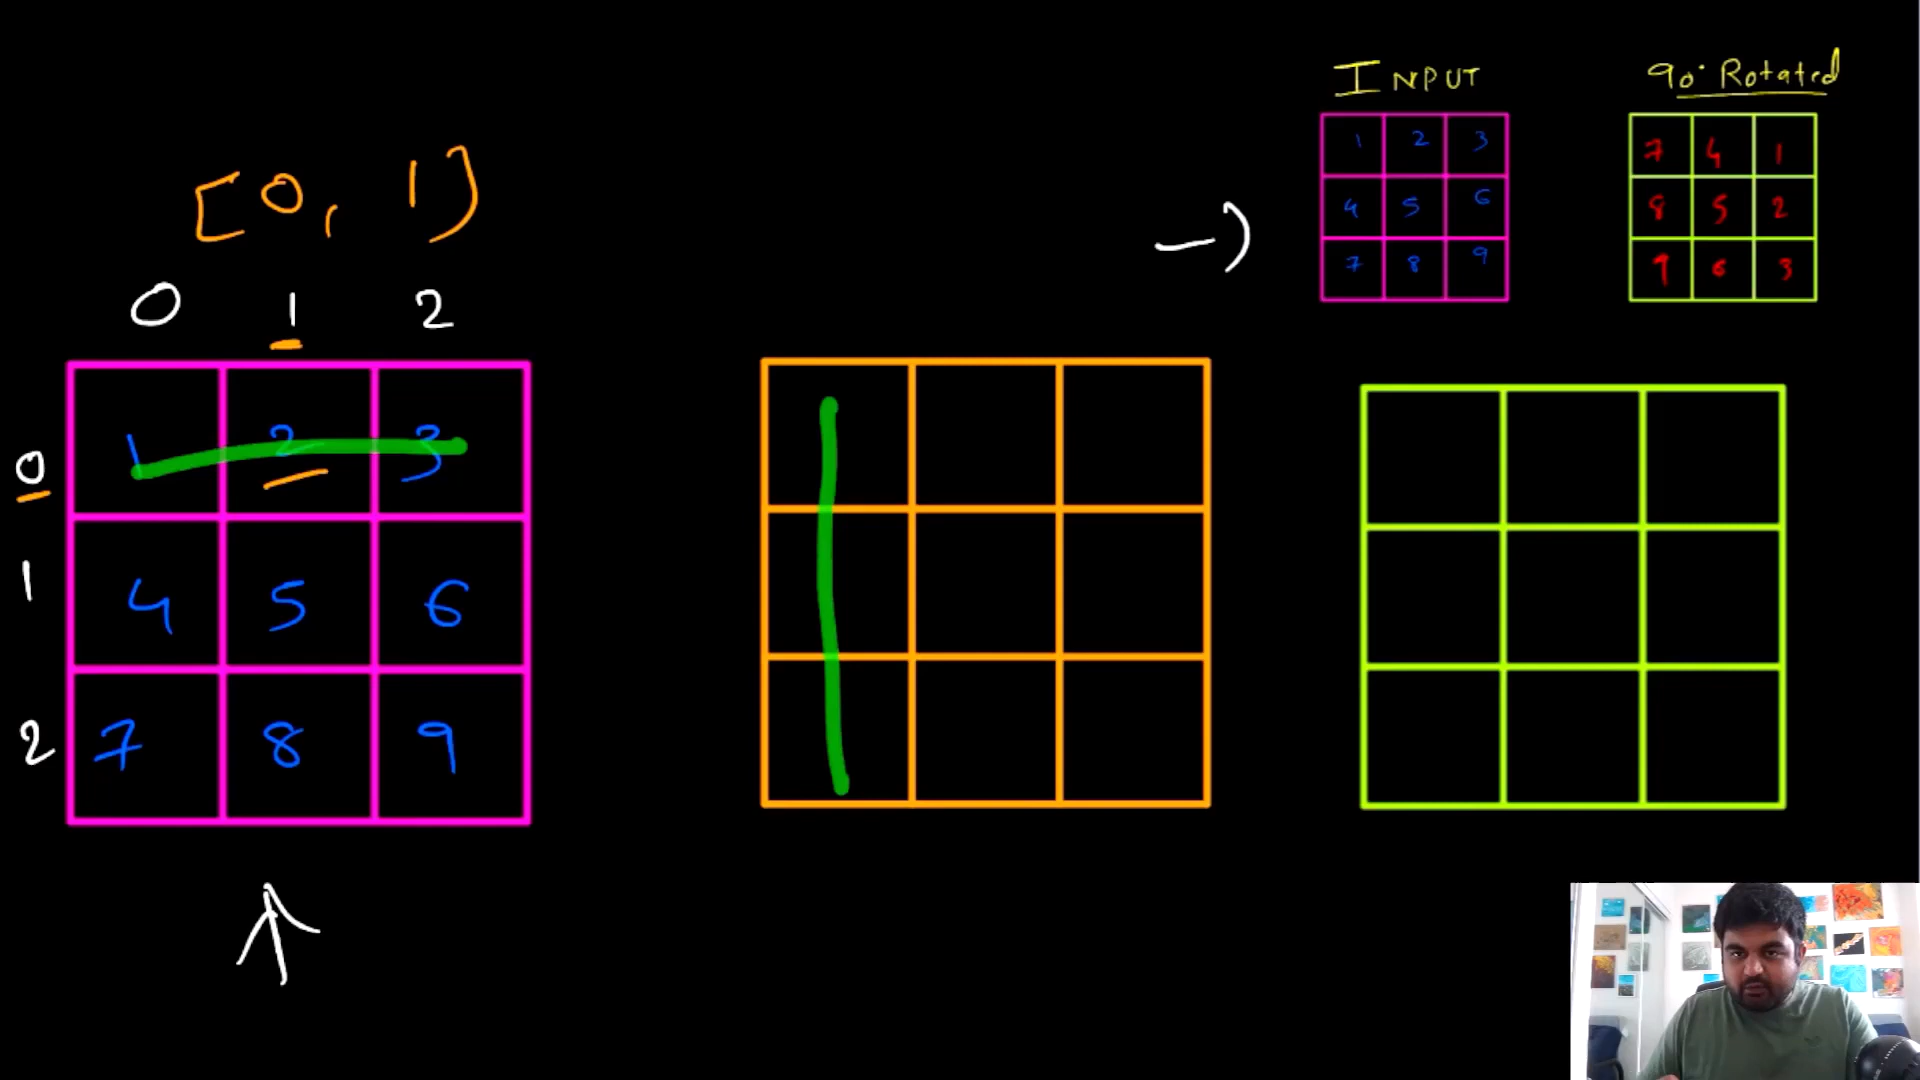 INPUT
90° Rotated
1 2 3
4 5 6
7 8 9
7 4 1
8 5 2
9 6 3
[0, 1]
0 1 2
0 1 2 3
1 4 5 6
2 7 8 9